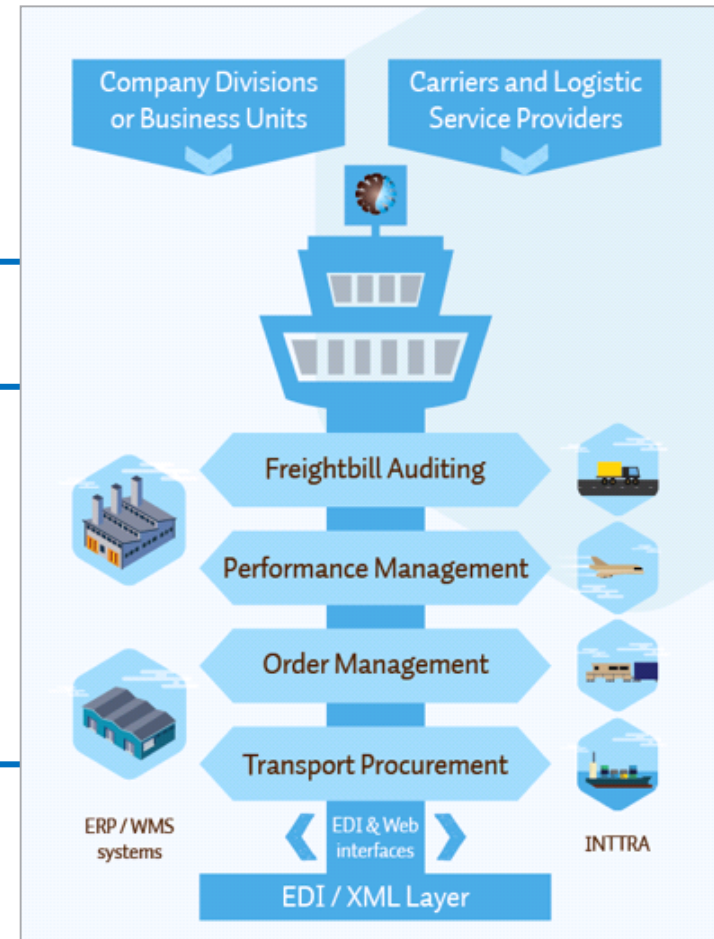 Company Divisions
or Business Units
Carriers and Logistic
Service Providers
Freightbill Auditing
Performance Management
Order Management
Transport Procurement
ERP / WMS
systems
EDI & Web
interfaces
INTTRA
EDI / XML Layer